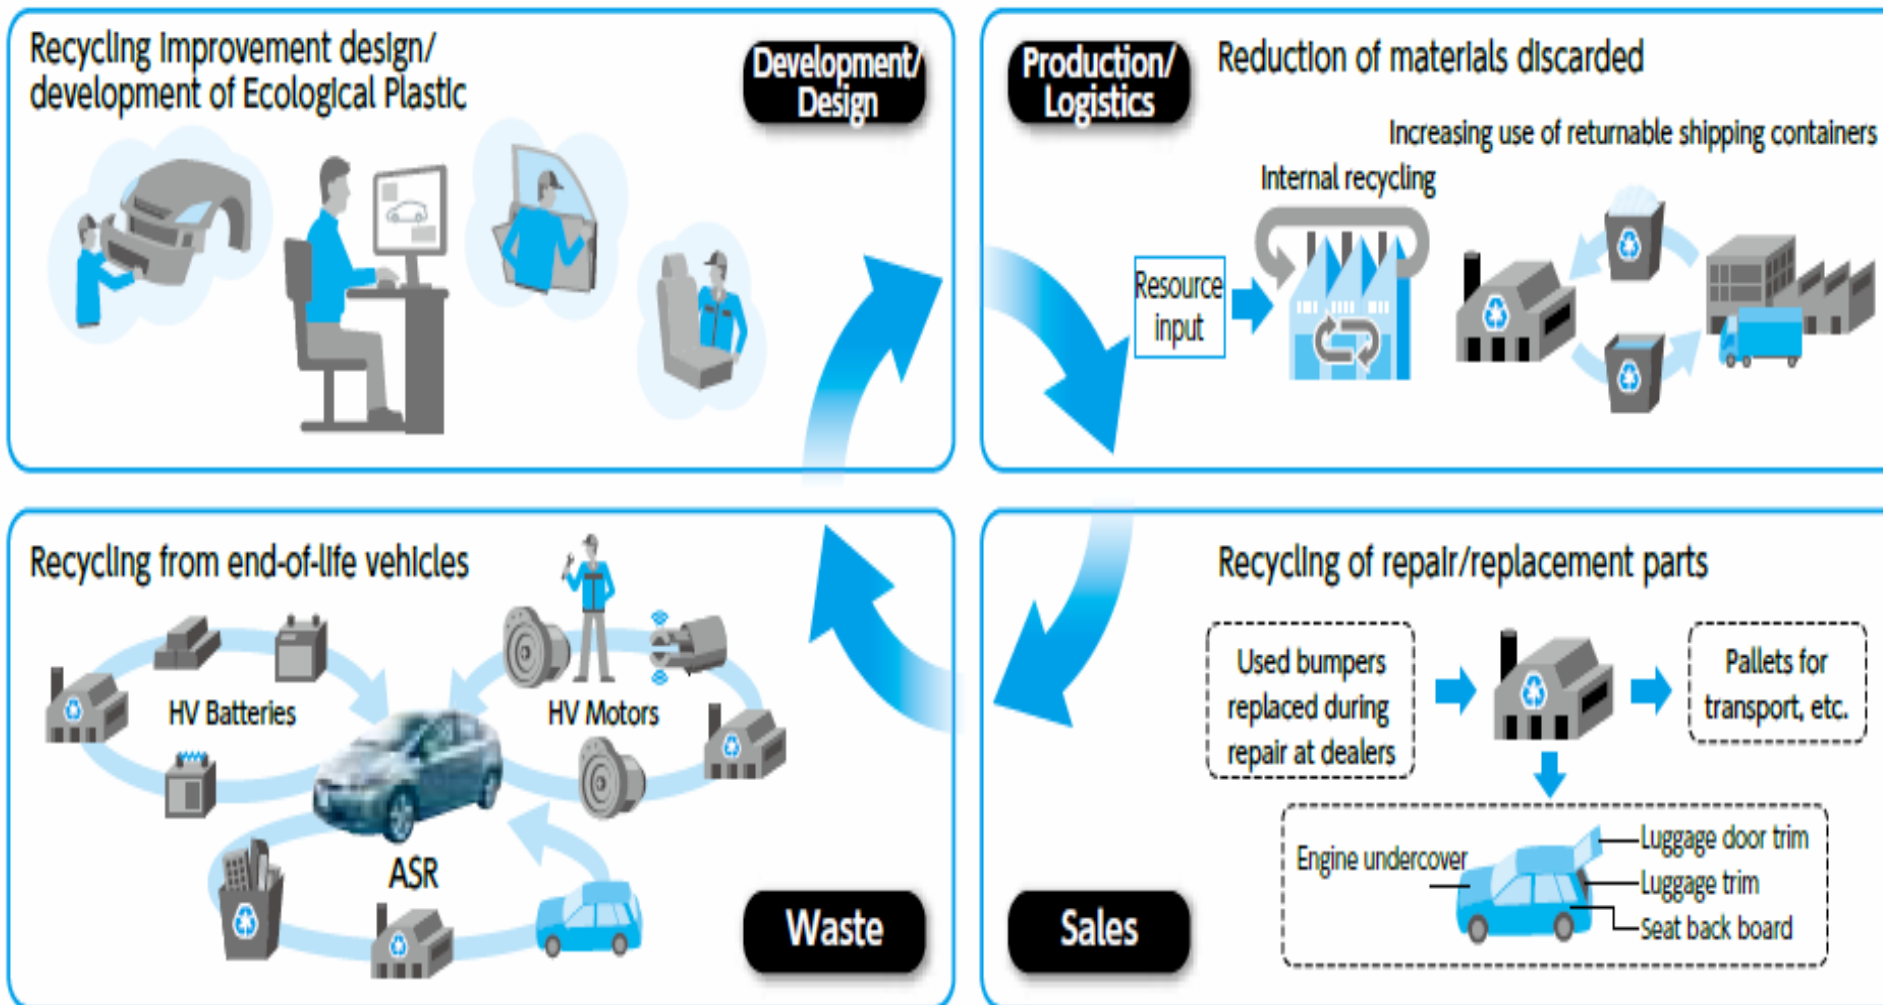 Recycling improvement design/
development of Ecological Plastic
Development/
Design
Production/
Logistics
Reduction of materials discarded
Increasing use of returnable shipping containers
Internal recycling
Resource
input
Recycling from end-of-life vehicles
HV Batteries
HV Motors
ASR
Waste
Sales
Recycling of repair/replacement parts
Used bumpers
replaced during
repair at dealers
Pallets for
transport, etc.
Engine undercover
Luggage door trim
Luggage trim
Seat back board